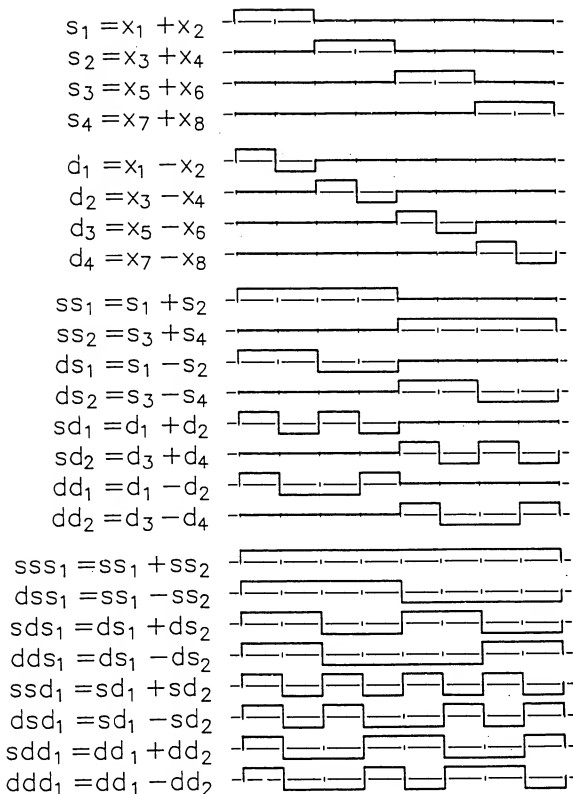 s₁ =x₁ +x₂
s₂ =x₃ +x₄
s₃ =x₅ +x₆
s₄ =x₇ +x₈
d₁ =x₁ −x₂
d₂ =x₃ −x₄
d₃ =x₅ −x₆
d₄ =x₇ −x₈
ss₁ =s₁ +s₂
ss₂ =s₃ +s₄
ds₁ =s₁ −s₂
ds₂ =s₃ −s₄
sd₁ =d₁ +d₂
sd₂ =d₃ +d₄
dd₁ =d₁ −d₂
dd₂ =d₃ −d₄
sss₁ =ss₁ +ss₂
dss₁ =ss₁ −ss₂
sds₁ =ds₁ +ds₂
dds₁ =ds₁ −ds₂
ssd₁ =sd₁ +sd₂
dsd₁ =sd₁ −sd₂
sdd₁ =dd₁ +dd₂
ddd₁ =dd₁ −dd₂